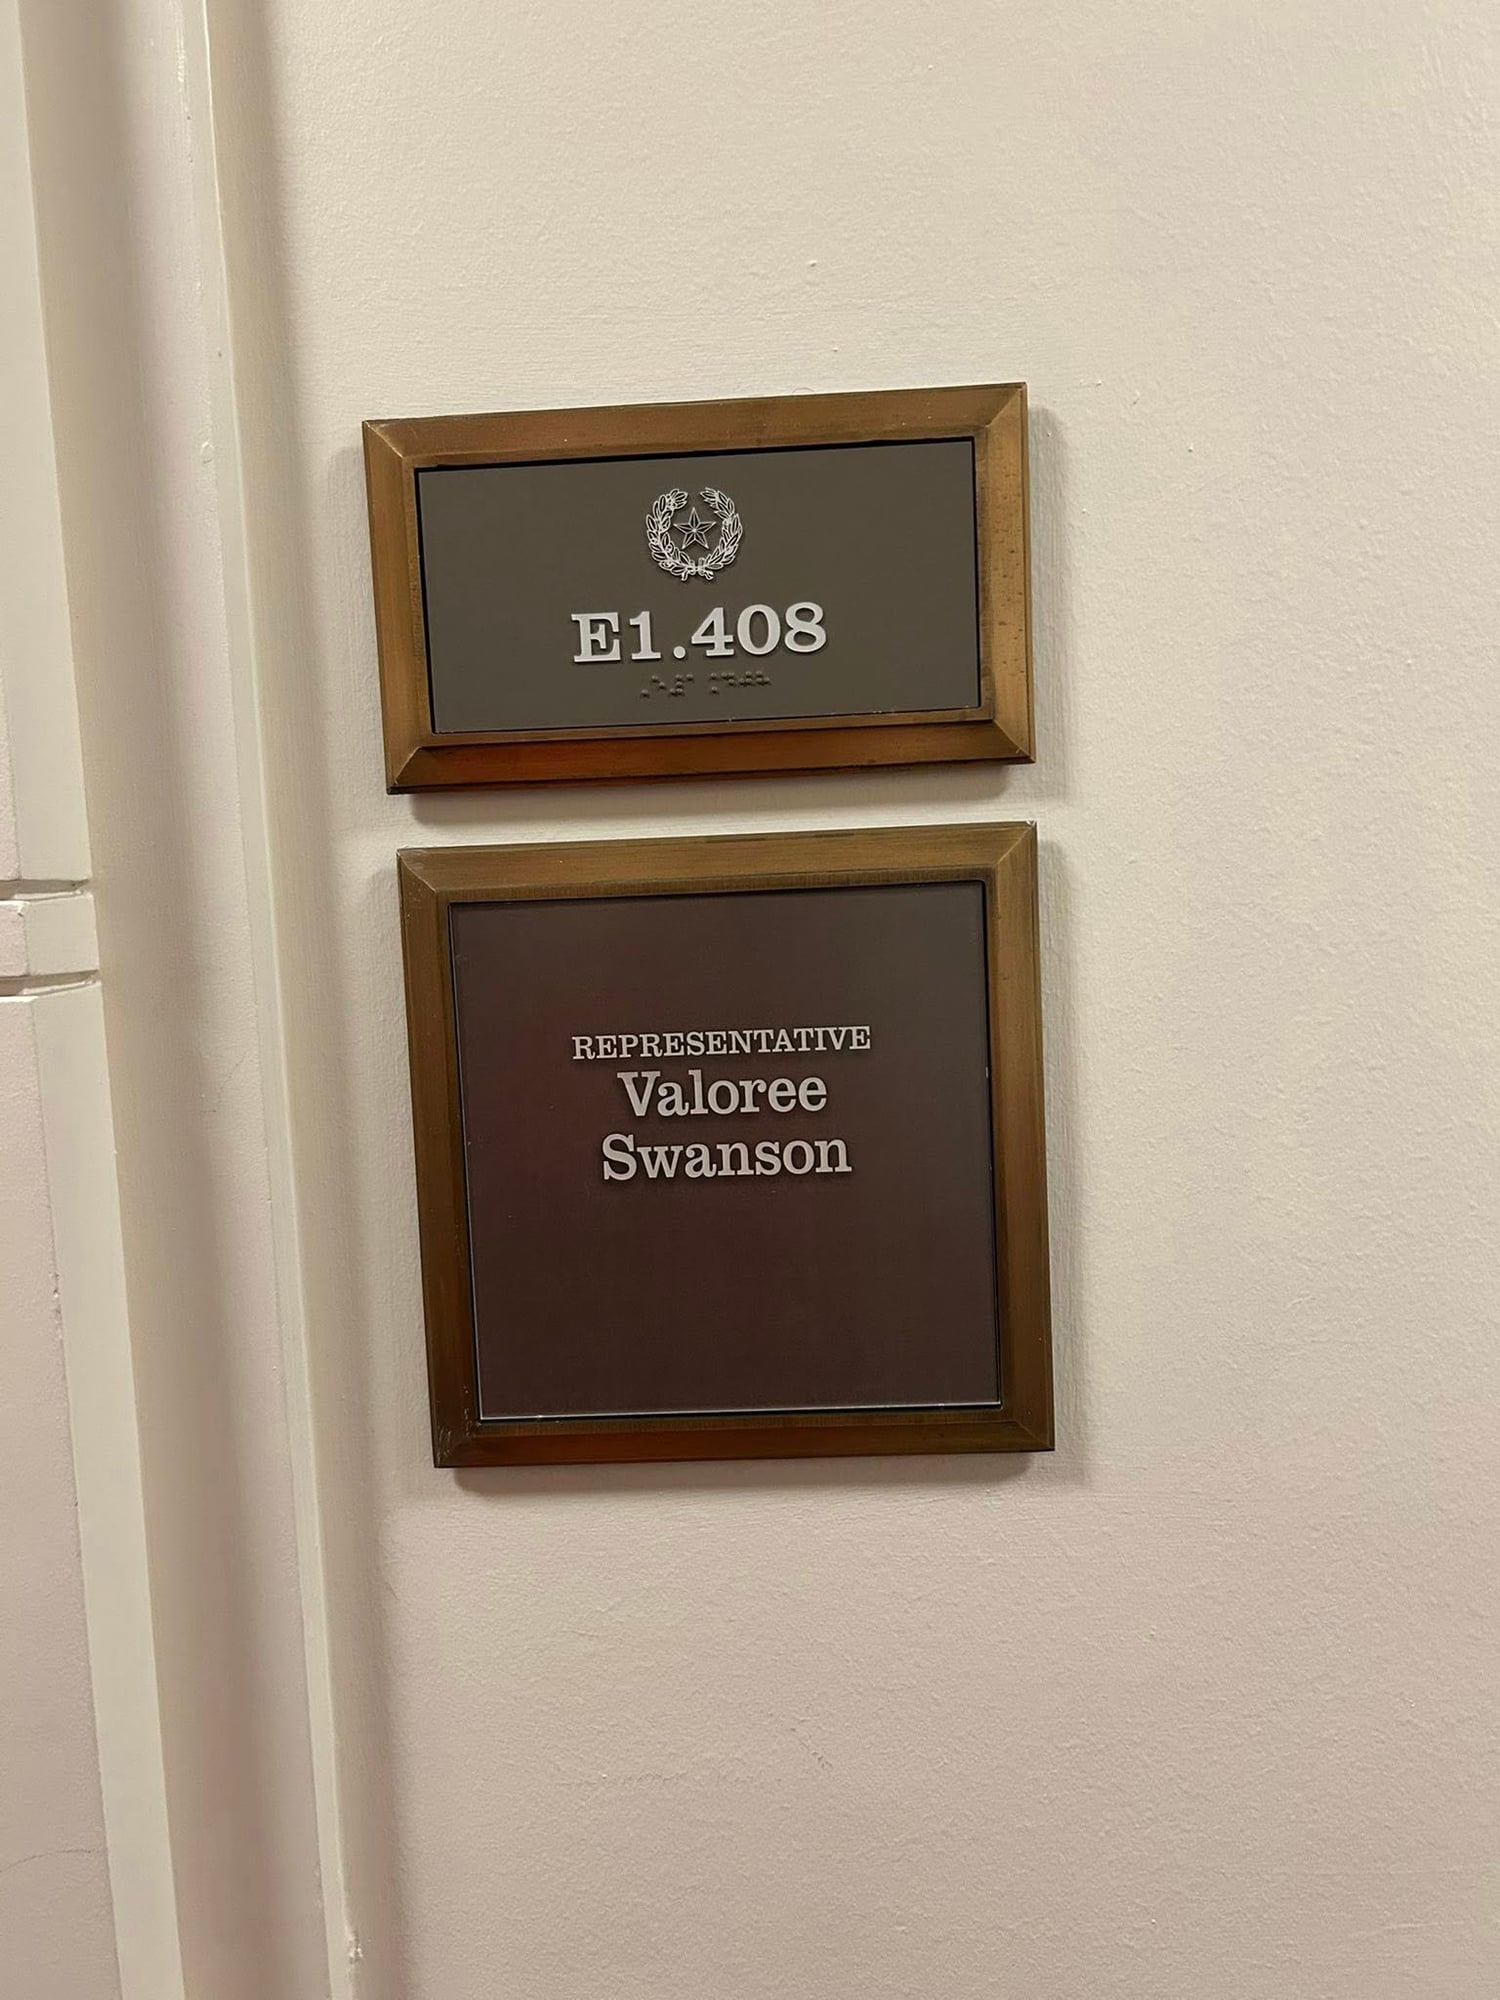 E1.408
REPRESENTATIVE
Valoree
Swanson